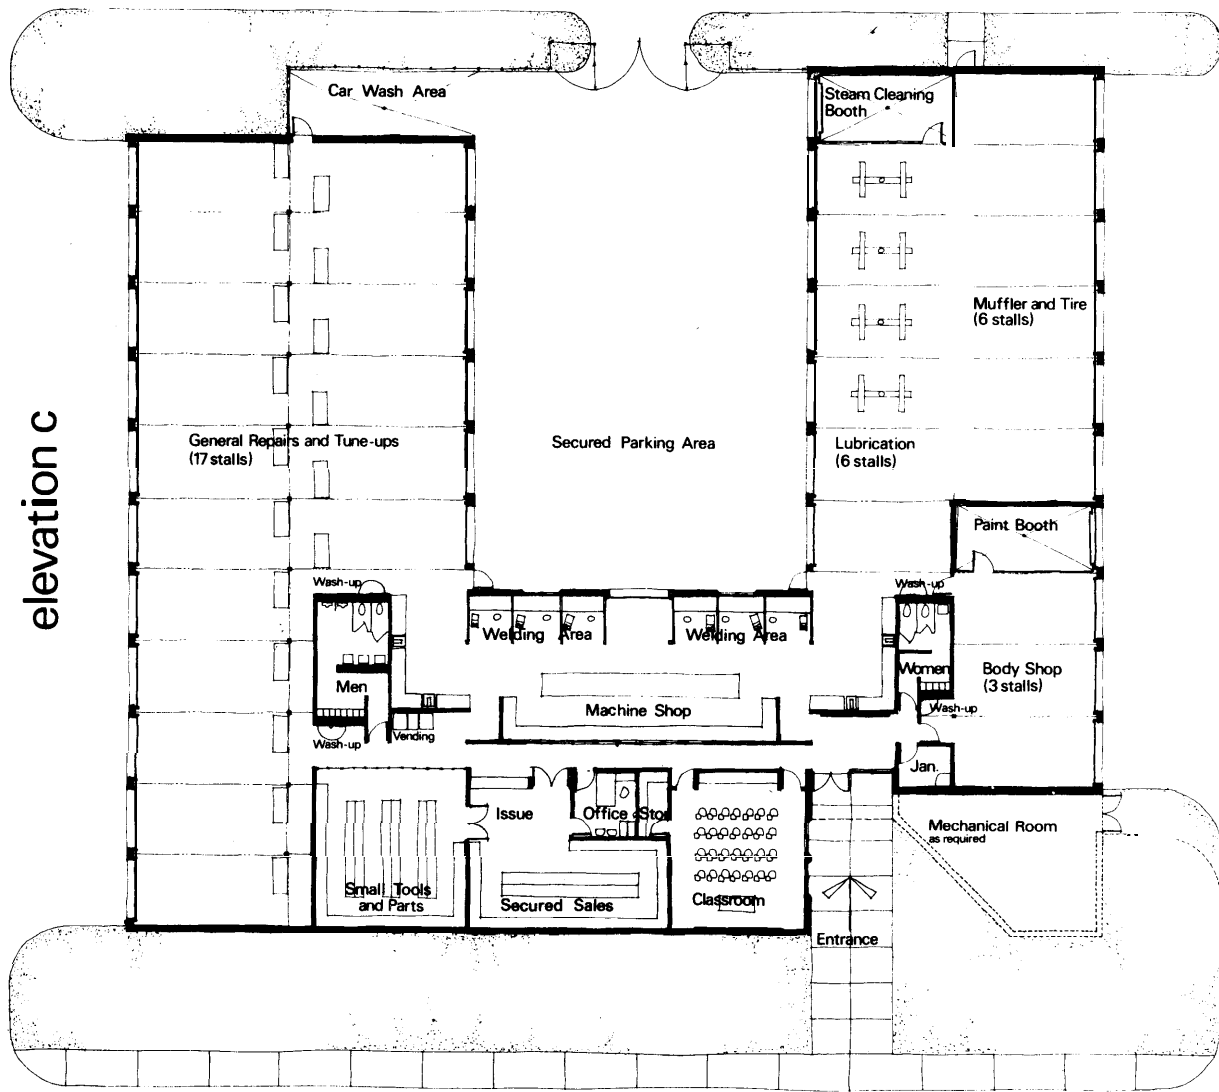 Car Wash Area
Steam Cleaning
Booth
Muffler and Tire
(6 stalls)
elevation c
General Repairs and Tune-ups
(17 stalls)
Secured Parking Area
Lubrication
(6 stalls)
Paint Booth
Wash-up
Wash-up
Welding Area
Welding Area
Men
Women
Body Shop
(3 stalls)
Machine Shop
Wash-up
Wash-up
Vending
Jan.
Issue
Office
Stor
Mechanical Room
as required
Small Tools
and Parts
Secured Sales
Classroom
Entrance